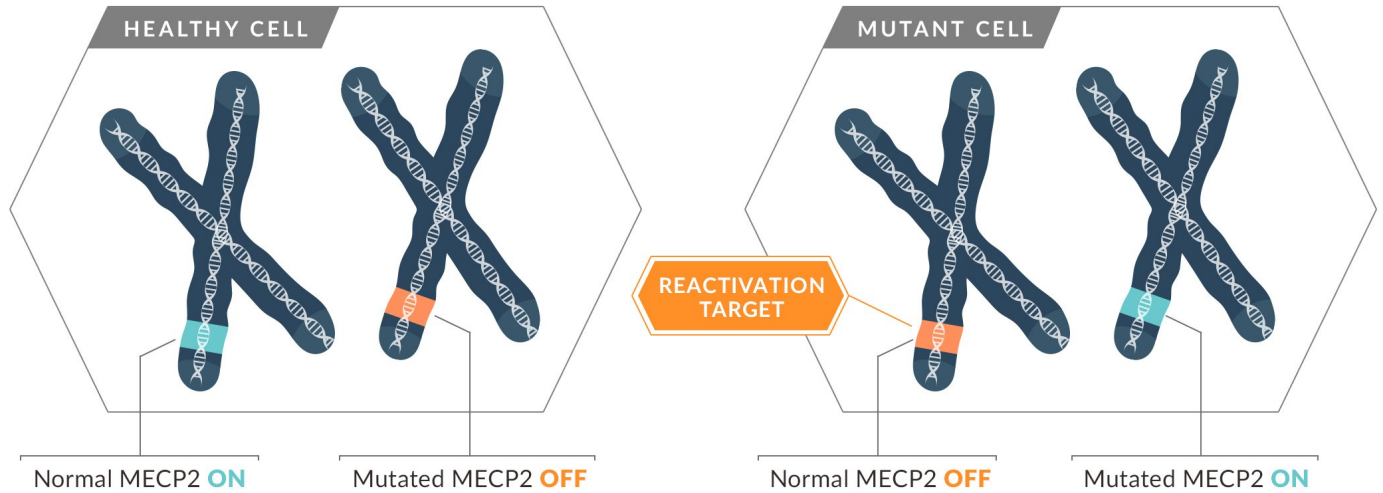 HEALTHY CELL
MUTANT CELL
REACTIVATION
TARGET
Normal MECP2 ON
Mutated MECP2 OFF
Normal MECP2 OFF
Mutated MECP2 ON